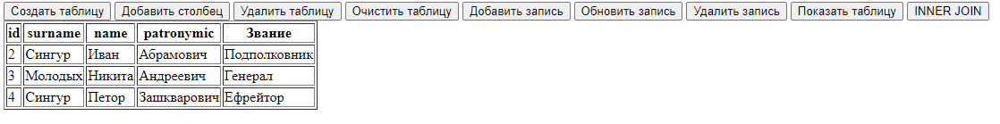 Создать таблицу Добавить столбец Удалить таблицу Очистить таблицу Добавить запись Обновить запись Удалить запись Показать таблицу INNER JOIN
id surname name patronymic Звание
2 Сингур Иван Абрамович Подполковник
3 Молодых Никита Андреевич Генерал
4 Сингур Петор Зашкварович Ефрейтор